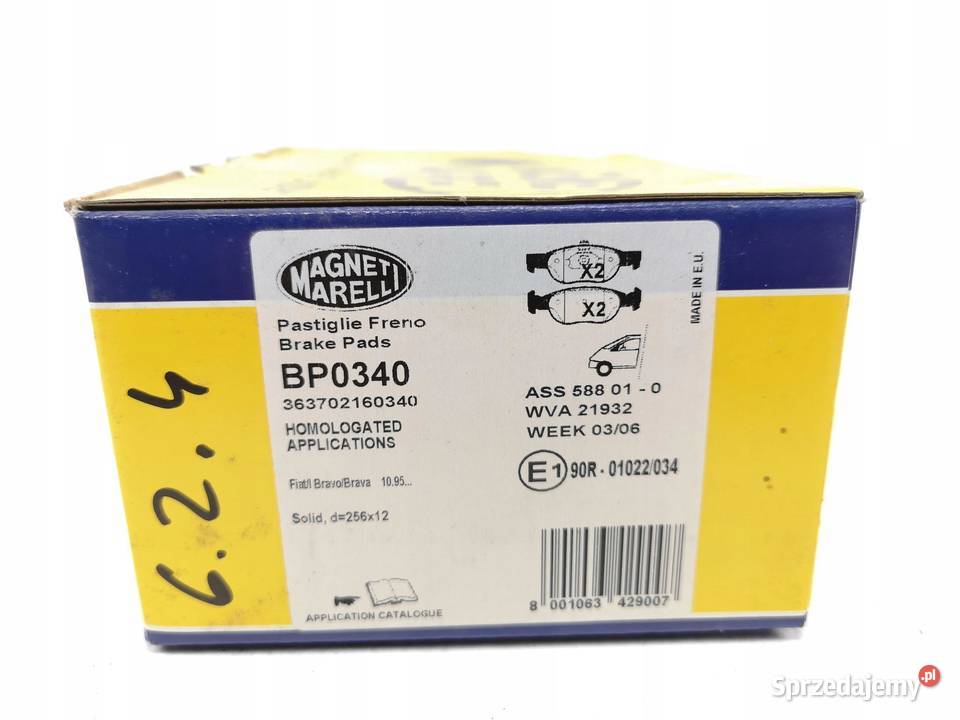 MAGNETI
MARELLI
Pastiglie Freno
Brake Pads
BP0340
363702160340
HOMOLOGATED
APPLICATIONS
Fiat/I Bravo/Brava 10.95...
Solid, d=256x12
APPLICATION CATALOGUE
X2
X2
MADE IN E.U.
ASS 588 01 - 0
WVA 21932
WEEK 03/06
E1 90R - 01022/034
8 001063 429007
6.2.4
Sprzedajemy.pl